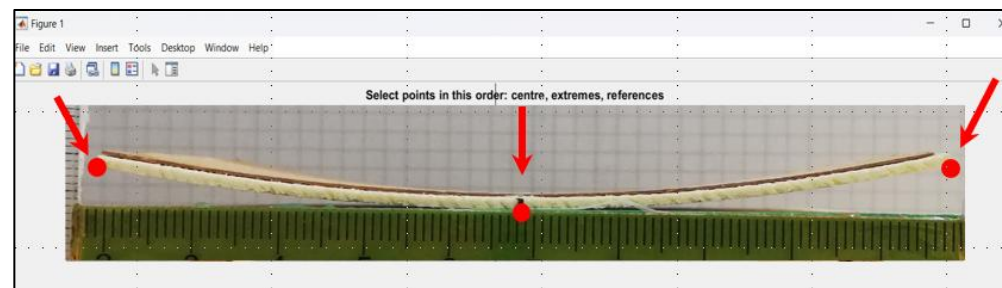 Figure 1
File Edit View Insert Tools Desktop Window Help
Select points in this order: centre, extremes, references